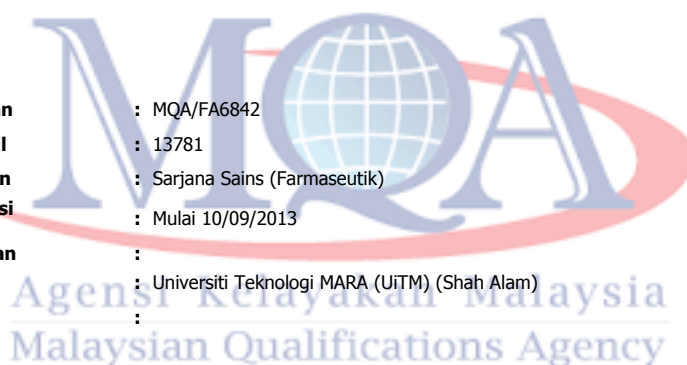 MQA
an : MQA/FA6842
l : 13781
n : Sarjana Sains (Farmaseutik)
si : Mulai 10/09/2013
an :
: Universiti Teknologi MARA (UiTM) (Shah Alam)
:
Agensi Kelayakan Malaysia
Malaysian Qualifications Agency